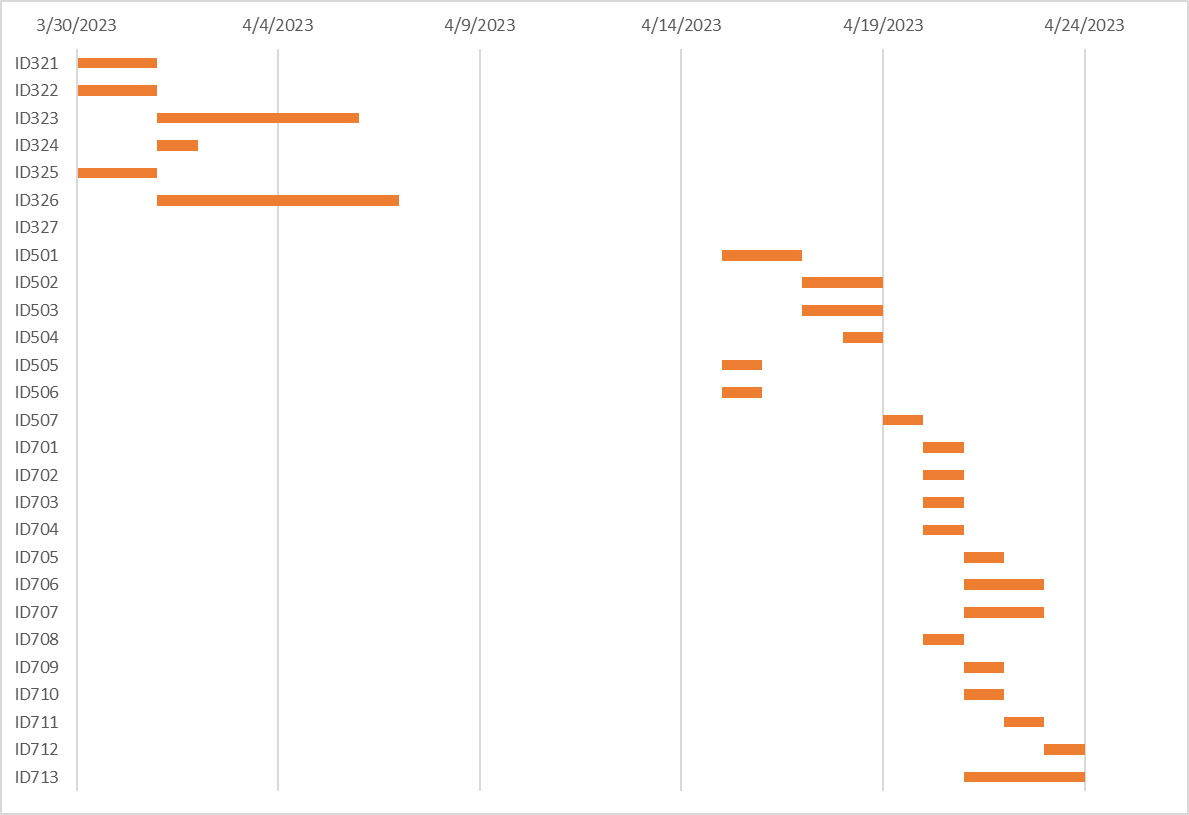 3/30/2023 4/4/2023 4/9/2023 4/14/2023 4/19/2023 4/24/2023
ID321
ID322
ID323
ID324
ID325
ID326
ID327
ID501
ID502
ID503
ID504
ID505
ID506
ID507
ID701
ID702
ID703
ID704
ID705
ID706
ID707
ID708
ID709
ID710
ID711
ID712
ID713